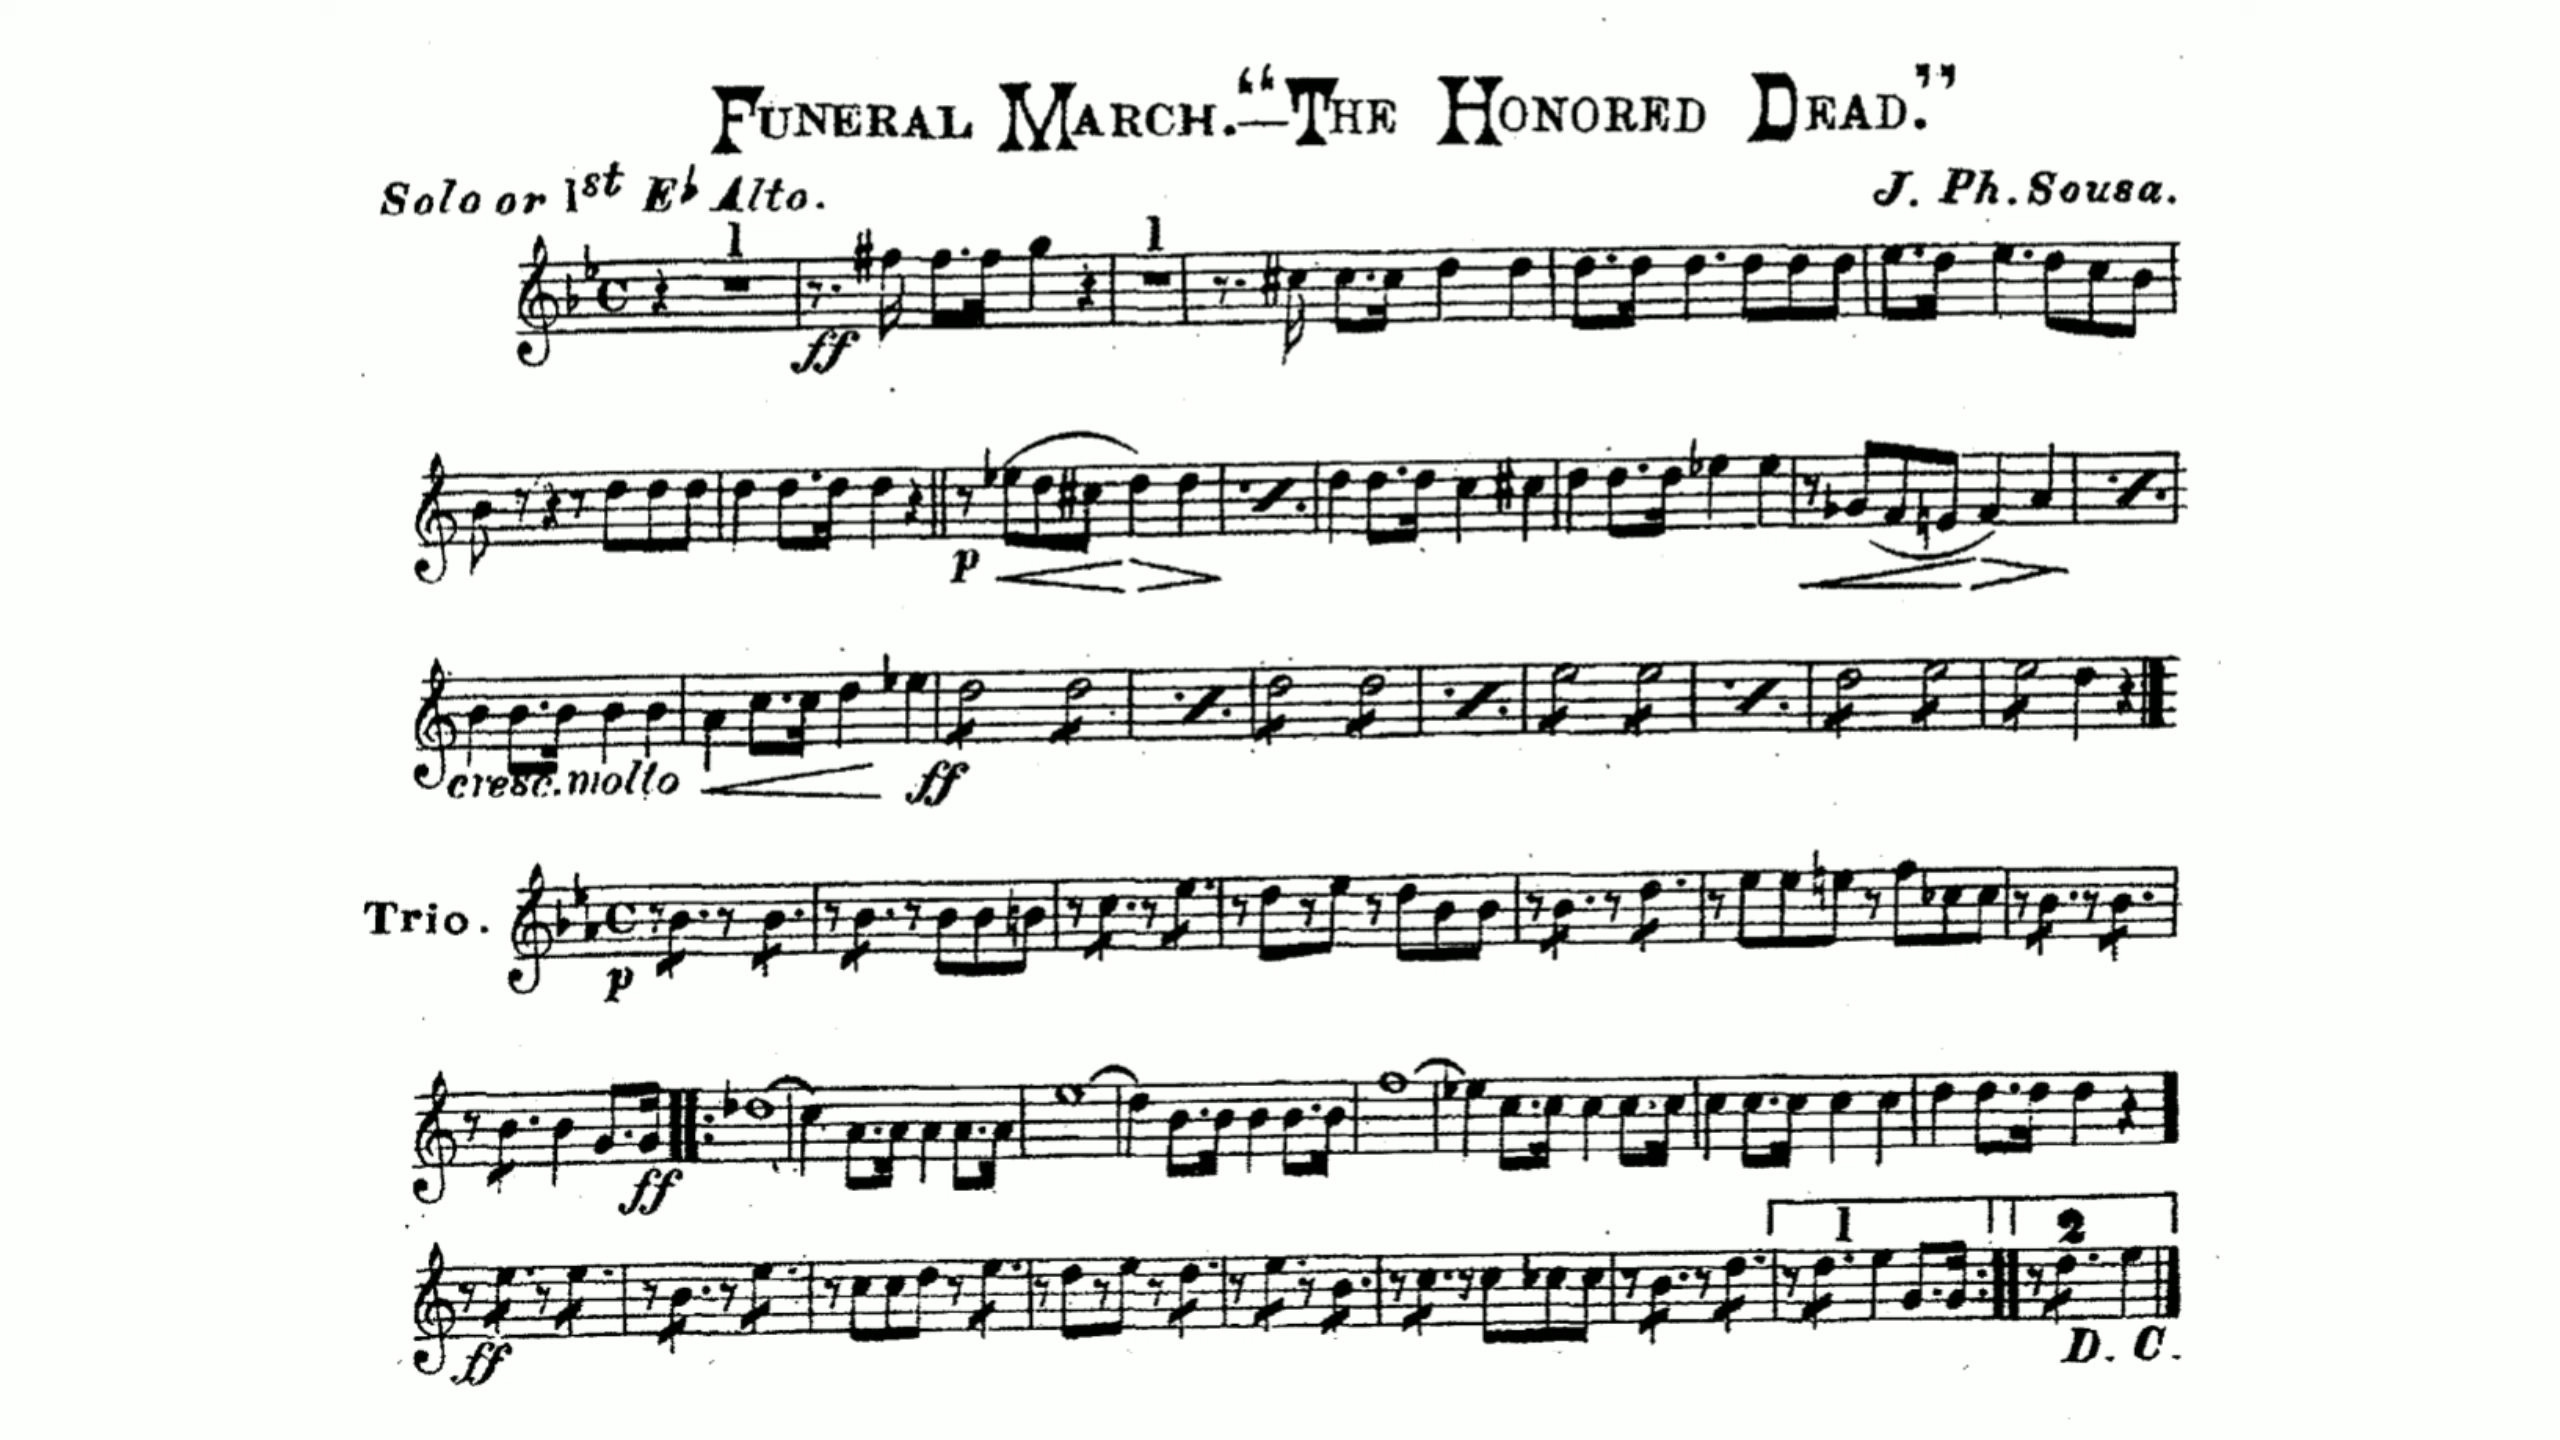 FUNERAL MARCH.—“THE HONORED DEAD.”
Solo or 1st E♭ Alto.
J. Ph. Sousa.
1
1
ff
p
cresc. molto
ff
Trio.
p
ff
1
2
ff
D. C.